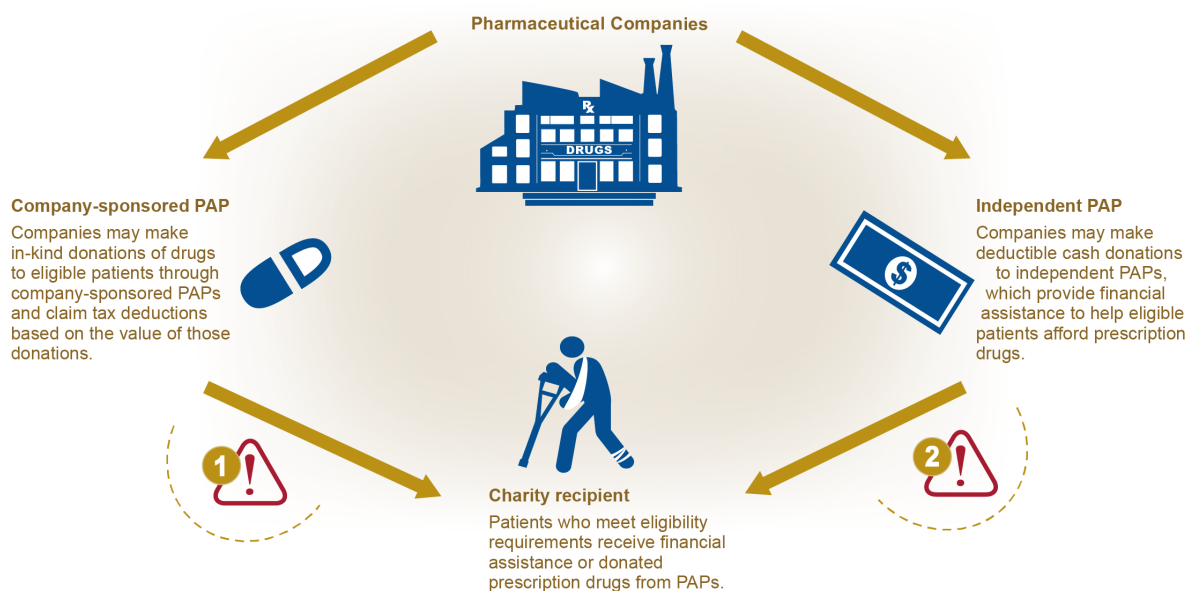 Pharmaceutical Companies
Rx
DRUGS
Company-sponsored PAP
Companies may make
in-kind donations of drugs
to eligible patients through
company-sponsored PAPs
and claim tax deductions
based on the value of those
donations.
Independent PAP
Companies may make
deductible cash donations
to independent PAPs,
which provide financial
assistance to help eligible
patients afford prescription
drugs.
$
1
!
2
!
Charity recipient
Patients who meet eligibility
requirements receive financial
assistance or donated
prescription drugs from PAPs.